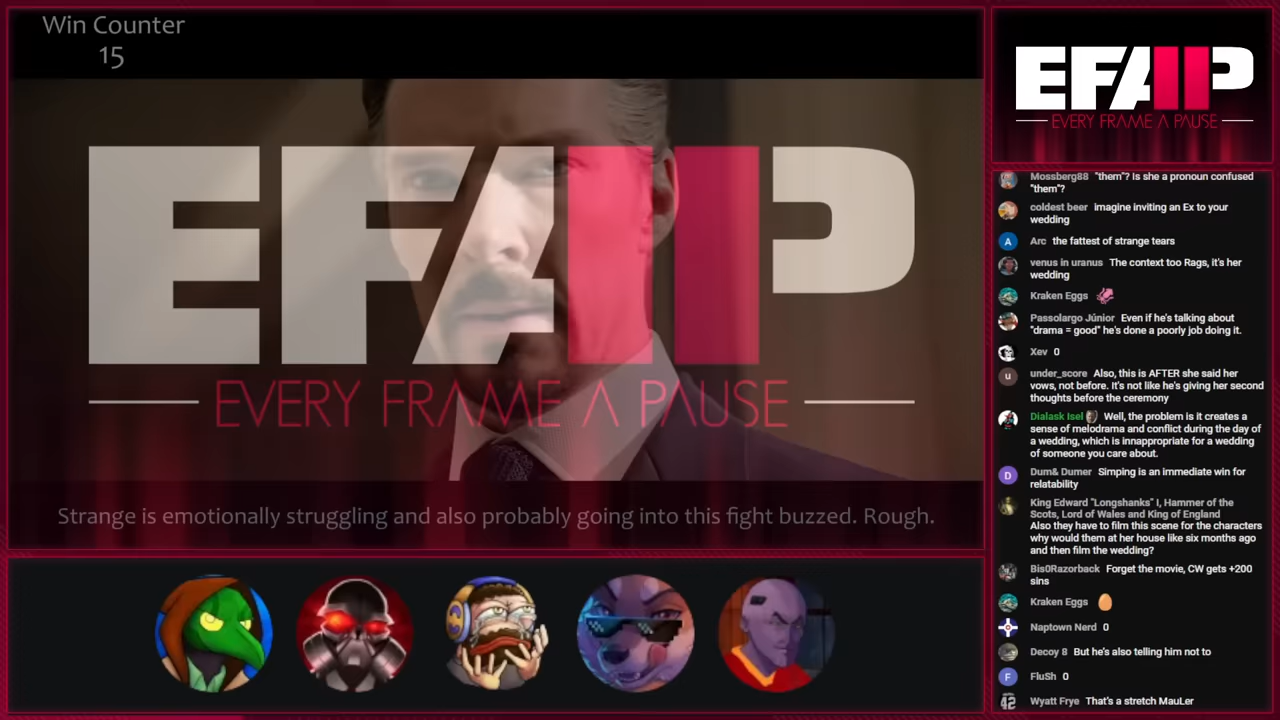 Win Counter
15
EFAP
EVERY FRAME A PAUSE
Strange is emotionally struggling and also probably going into this fight buzzed. Rough.
EFAP
EVERY FRAME A PAUSE
Mossberg88 "them"? Is she a pronoun confused
"them"?
coldest beer imagine inviting an Ex to your
wedding
A Arc the fattest of strange tears
venus in uranus The context too Rags, it's her
wedding
Kraken Eggs
Passolargo Júnior Even if he's talking about
"drama = good" he's done a poorly job doing it.
Xev 0
u under_score Also, this is AFTER she said her
vows, not before. It's not like he's giving her second
thoughts before the ceremony
Dialask Isel Well, the problem is it creates a
sense of melodrama and conflict during the day of
a wedding, which is innappropriate for a wedding
of someone you care about.
D Dum& Dumer Simping is an immediate win for
relatability
King Edward "Longshanks" I, Hammer of the
Scots, Lord of Wales and King of England
Also they have to film this scene for the characters
why would them at her house like six months ago
and then film the wedding?
Bis0Razorback Forget the movie, CW gets +200
sins
Kraken Eggs
Naptown Nerd 0
Decoy 8 But he's also telling him not to
F FluSh 0
42 Wyatt Frye That's a stretch MauLer